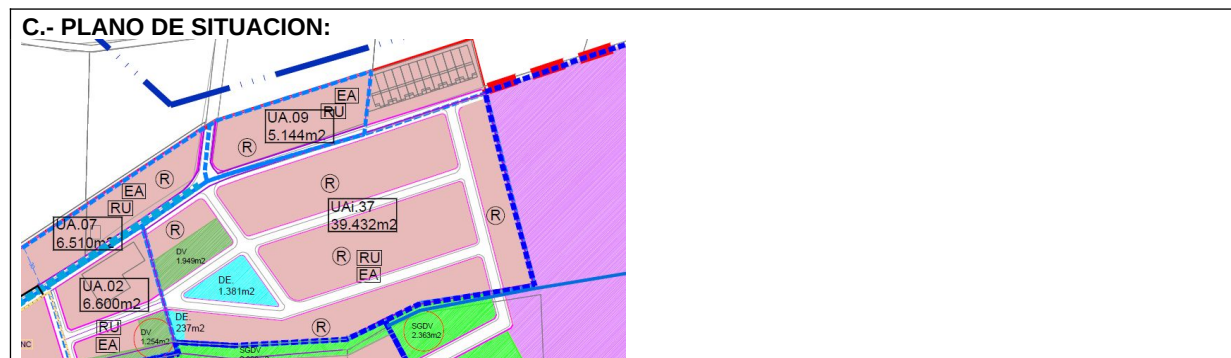 C.- PLANO DE SITUACION:
EA
RU
UA.09
5.144m2
R
EA
R
RU
R
UAi.37
39.432m2
R
UA.07
6.510m2
R
DV
1.949m2
R
RU
EA
DE.
1.381m2
UA.02
6.600m2
DE.
237m2
RU
DV
1.254m2
EA
R
SGDV
2.363m2
NC
SGDV